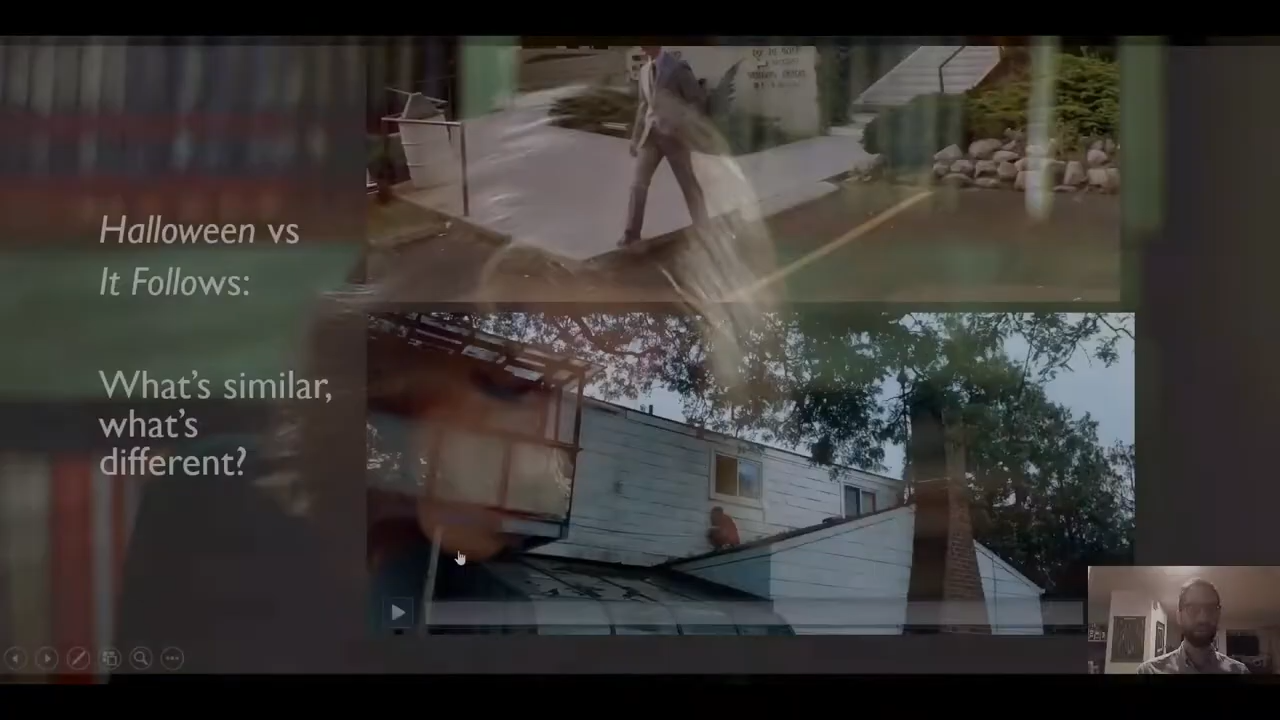 Halloween vs
It Follows:
What's similar,
what's
different?